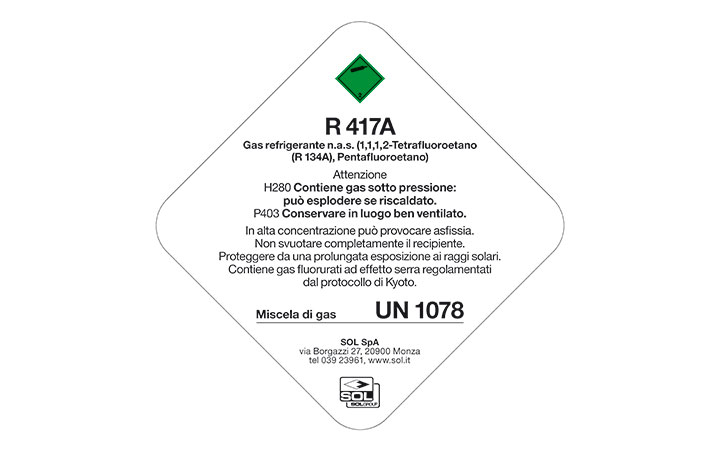 2
R 417A
Gas refrigerante n.a.s. (1,1,1,2-Tetrafluoroetano
(R 134A), Pentafluoroetano)
Attenzione
H280 Contiene gas sotto pressione:
può esplodere se riscaldato.
P403 Conservare in luogo ben ventilato.
In alta concentrazione può provocare asfissia.
Non svuotare completamente il recipiente.
Proteggere da una prolungata esposizione ai raggi solari.
Contiene gas fluorurati ad effetto serra regolamentati
dal protocollo di Kyoto.
Miscela di gas UN 1078
SOL SpA
via Borgazzi 27, 20900 Monza
tel 039 23961, www.sol.it
SOL
SOLGROUP